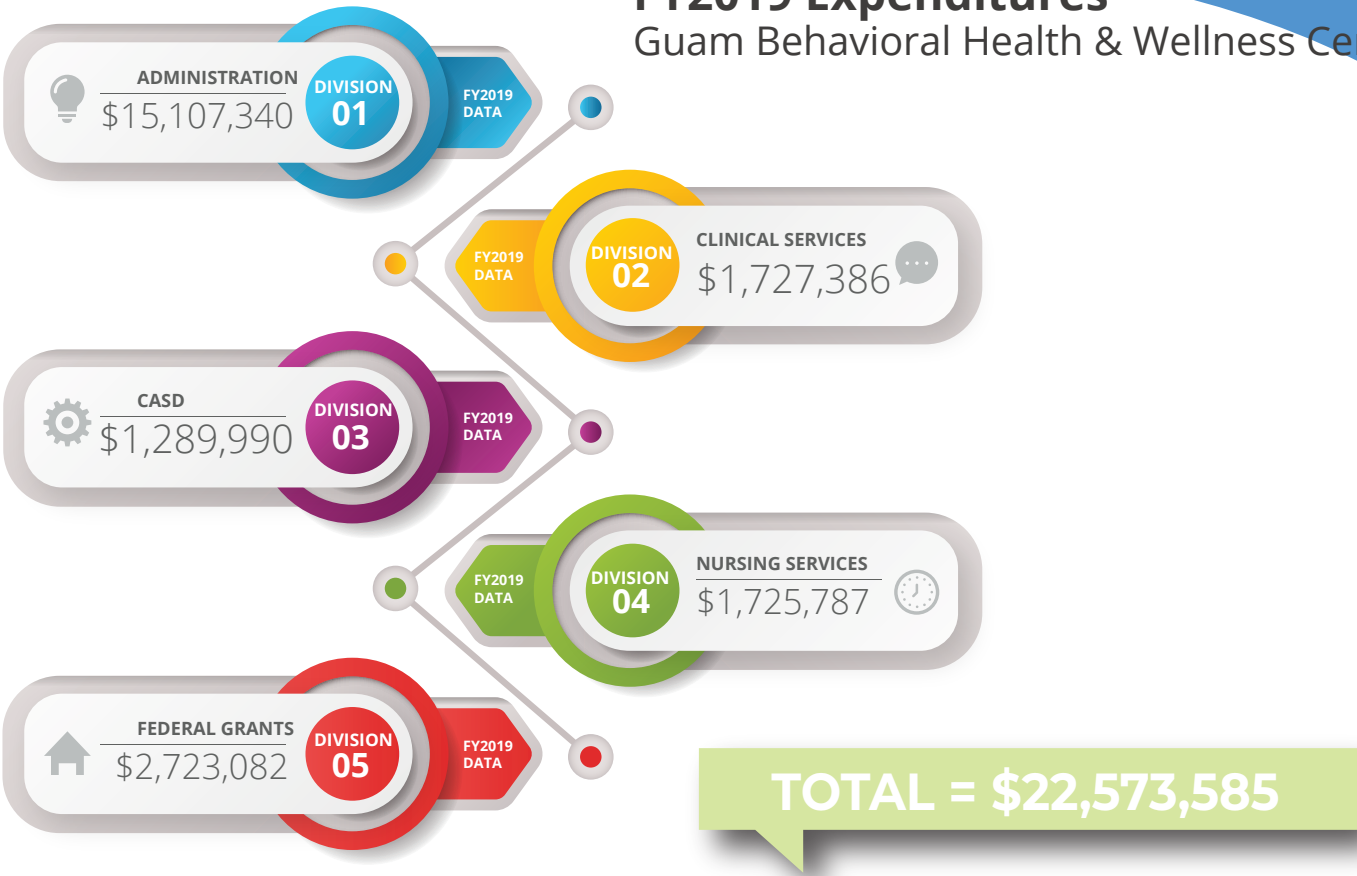 FY2019 Expenditures
Guam Behavioral Health & Wellness
ADMINISTRATION
$15,107,340
DIVISION
01
FY2019
DATA
FY2019
DATA
DIVISION
02
CLINICAL SERVICES
$1,727,386
CASD
$1,289,990
DIVISION
03
FY2019
DATA
FY2019
DATA
DIVISION
04
NURSING SERVICES
$1,725,787
FEDERAL GRANTS
$2,723,082
DIVISION
05
FY2019
DATA
TOTAL = $22,573,585